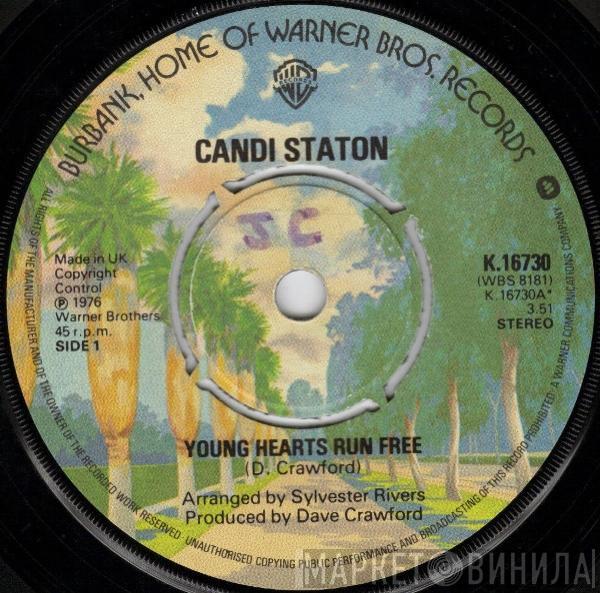 BURBANK, HOME OF WARNER BROS. RECORDS
CANDI STATON
JC
Made in UK
Copyright
Control
℗ 1976
Warner Brothers
45 r.p.m.
SIDE 1
K.16730
(WBS 8181)
K. 16730A*
3.51
STEREO
YOUNG HEARTS RUN FREE
(D. Crawford)
Arranged by Sylvester Rivers
Produced by Dave Crawford
ALL RIGHTS OF THE MANUFACTURER AND OF THE OWNER OF THE RECORDED WORK RESERVED. UNAUTHORISED COPYING PUBLIC PERFORMANCE AND BROADCASTING OF THIS RECORD PROHIBITED. A WARNER COMMUNICATIONS COMPANY
МАРКЕТ ВИНИЛА